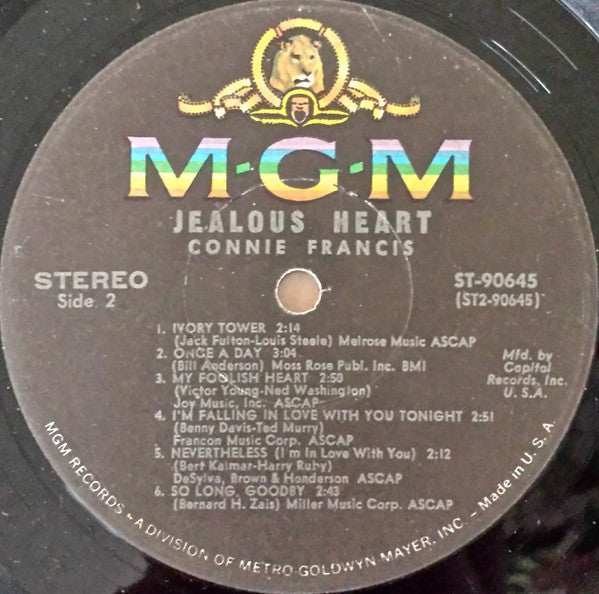 M·G·M
JEALOUS HEART
CONNIE FRANCIS
STEREO
Side. 2
ST-90645
(ST2-90645)
1. IVORY TOWER 2:14
(Jack Fulton-Louis Steele) Melrose Music ASCAP
2. ONCE A DAY 3:04
(Bill Anderson) Moss Rose Publ. Inc. BMI
3. MY FOOLISH HEART 2:50
(Victor Young-Ned Washington)
Joy Music, Inc. ASCAP
4. I'M FALLING IN LOVE WITH YOU TONIGHT 2:51
(Benny Davis-Ted Murry)
Francon Music Corp. ASCAP
5. NEVERTHELESS (I m In Love With You) 2:12
(Bert Kalmar-Harry Ruby)
DeSylva, Brown & Henderson ASCAP
6. SO LONG, GOODBY 2:43
(Bernard H. Zais) Miller Music Corp. ASCAP
Mfd. by
Capitol
Records, Inc.
U. S. A.
MGM RECORDS - A DIVISION OF METRO-GOLDWYN MAYER, INC. - Made in U. S. A.